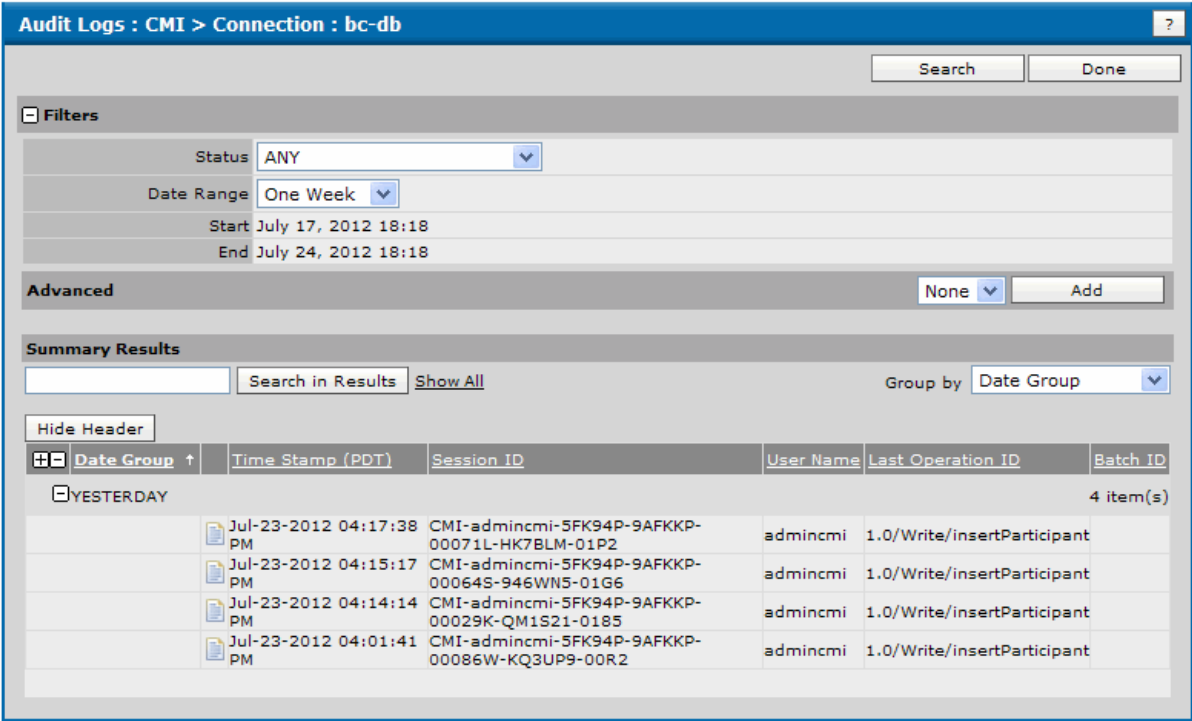 Audit Logs : CMI > Connection : bc-db ?
Search Done
Filters
Status ANY
Date Range One Week
Start July 17, 2012 18:18
End July 24, 2012 18:18
Advanced None Add
Summary Results
Search in Results Show All Group by Date Group
Hide Header
Date Group ↑ Time Stamp (PDT) Session ID User Name Last Operation ID Batch ID
YESTERDAY 4 item(s)
Jul-23-2012 04:17:38 CMI-admincmi-5FK94P-9AFKKP-
PM 00071L-HK7BLM-01P2 admincmi 1.0/Write/insertParticipant
Jul-23-2012 04:15:17 CMI-admincmi-5FK94P-9AFKKP-
PM 00064S-946WN5-01G6 admincmi 1.0/Write/insertParticipant
Jul-23-2012 04:14:14 CMI-admincmi-5FK94P-9AFKKP-
PM 00029K-QM1S21-0185 admincmi 1.0/Write/insertParticipant
Jul-23-2012 04:01:41 CMI-admincmi-5FK94P-9AFKKP-
PM 00086W-KQ3UP9-00R2 admincmi 1.0/Write/insertParticipant